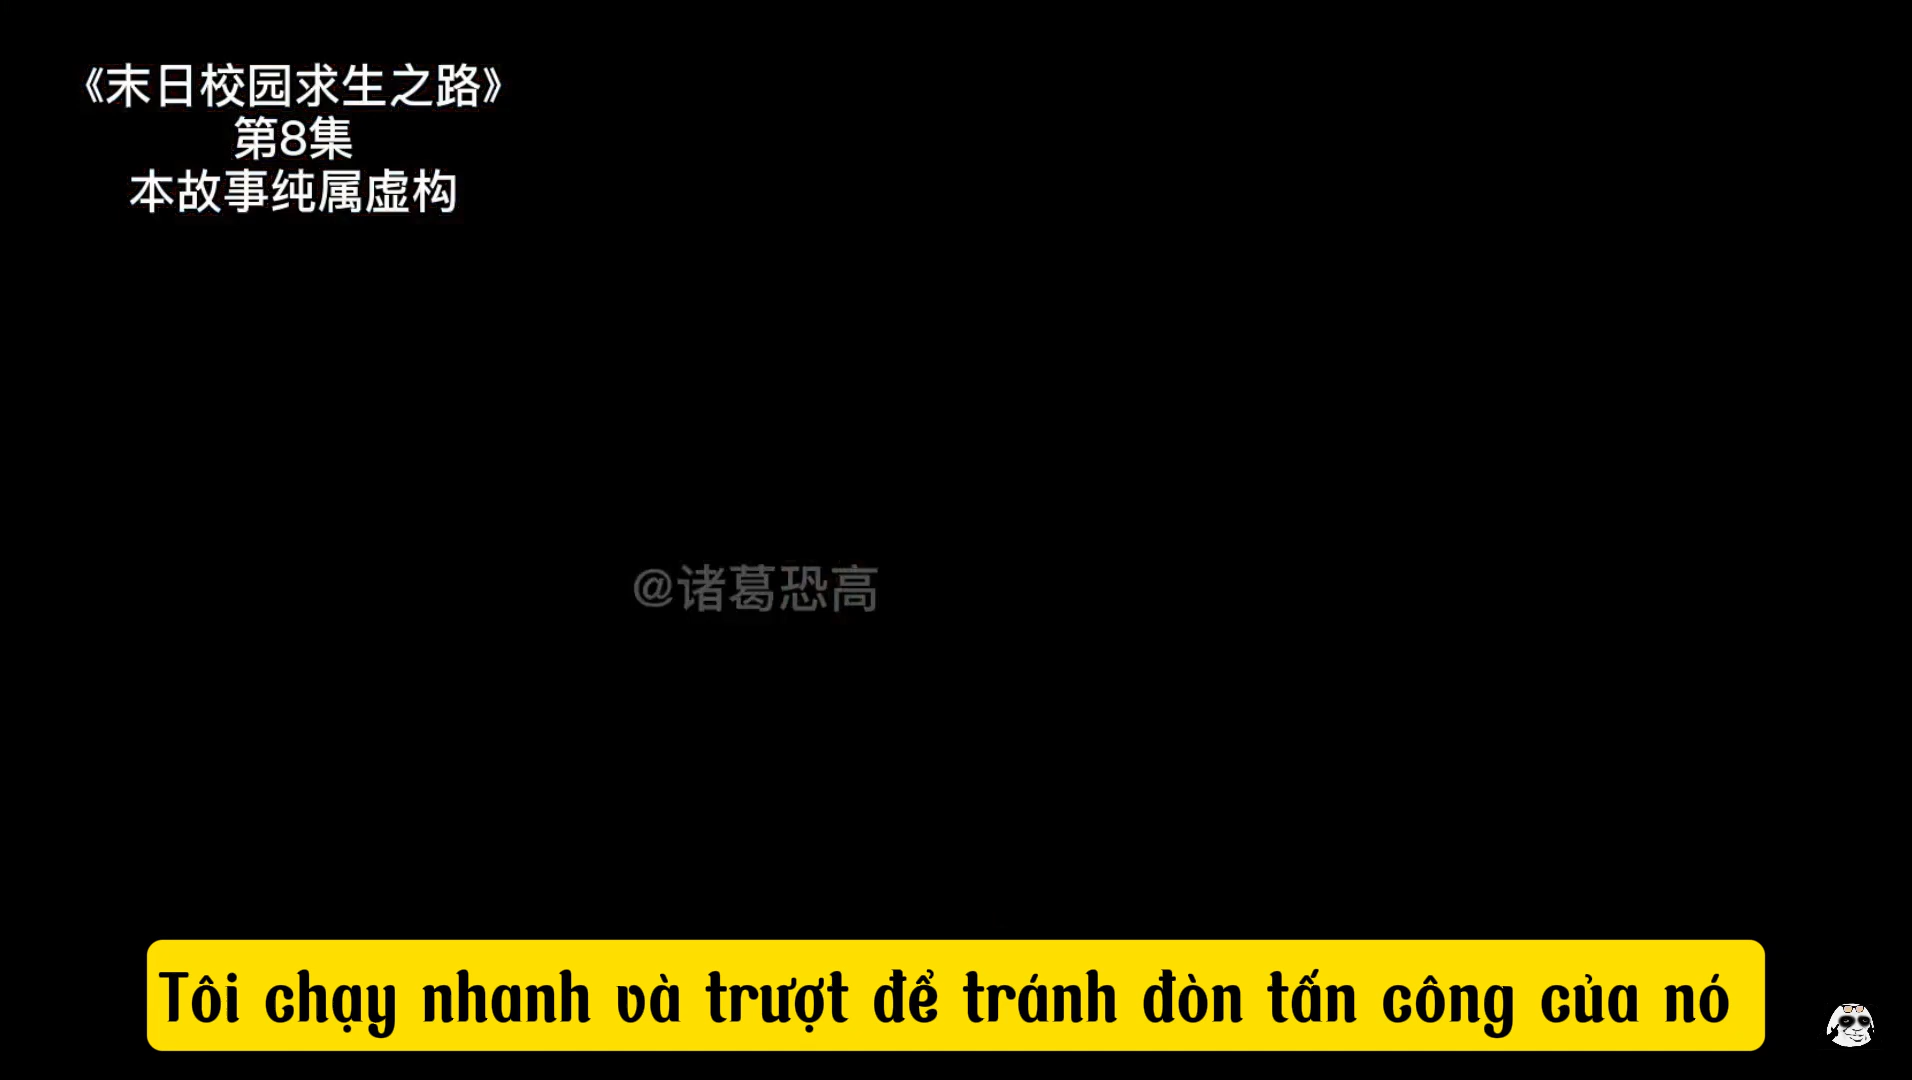 《末日校园求生之路》
第8集
本故事纯属虚构
@诸葛恐高
Tôi chạy nhanh và trượt để tránh đòn tấn công của nó